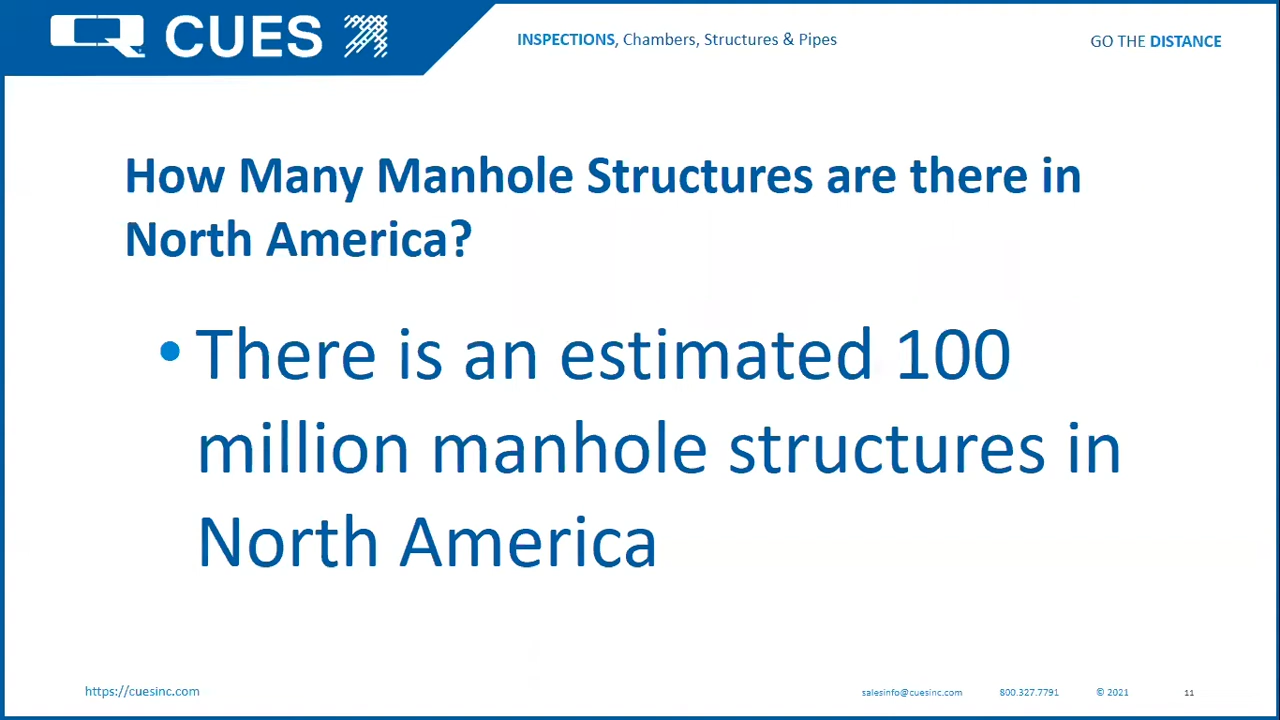 CUES
INSPECTIONS, Chambers, Structures & Pipes
GO THE DISTANCE
How Many Manhole Structures are there in
North America?
• There is an estimated 100
million manhole structures in
North America
https://cuesinc.com
salesinfo@cuesinc.com
800.327.7791
© 2021
11